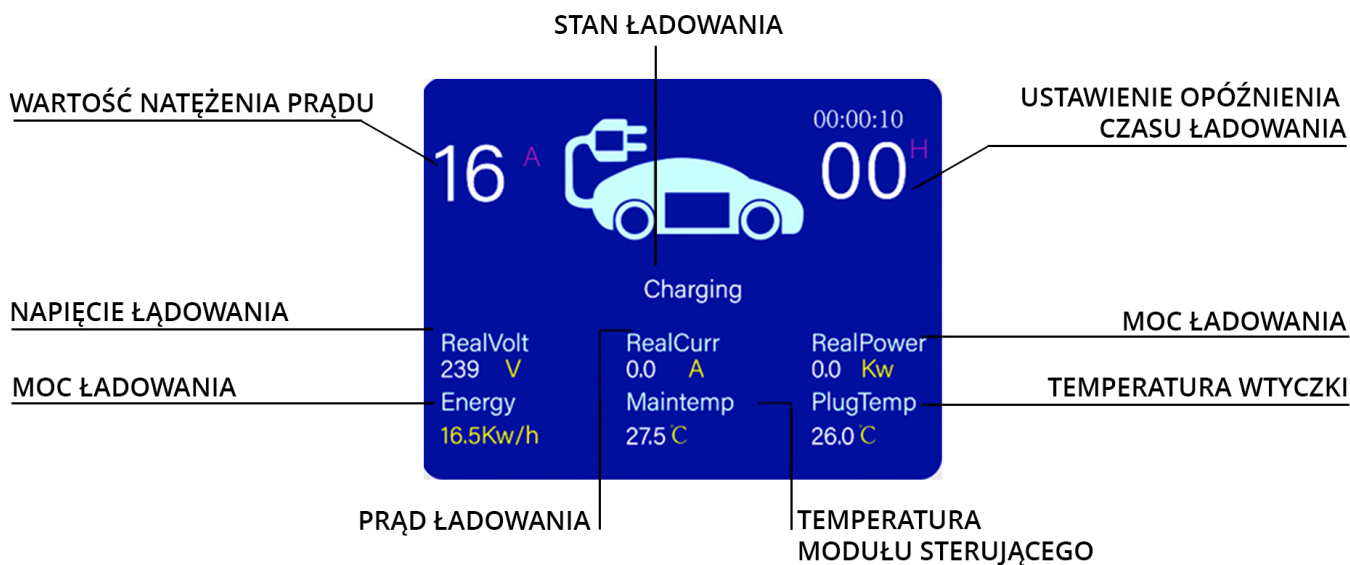 STAN ŁADOWANIA
WARTOŚĆ NATĘŻENIA PRĄDU
USTAWIENIE OPÓŹNIENIA
CZASU ŁADOWANIA
00:00:10
16 A
00 H
Charging
NAPIĘCIE ŁĄDOWANIA
MOC ŁADOWANIA
RealVolt
RealCurr
RealPower
239 V
0.0 A
0.0 Kw
MOC ŁADOWANIA
TEMPERATURA WTYCZKI
Energy
Maintemp
PlugTemp
16.5Kw/h
27.5 ℃
26.0 ℃
PRĄD ŁADOWANIA
TEMPERATURA
MODUŁU STERUJĄCEGO